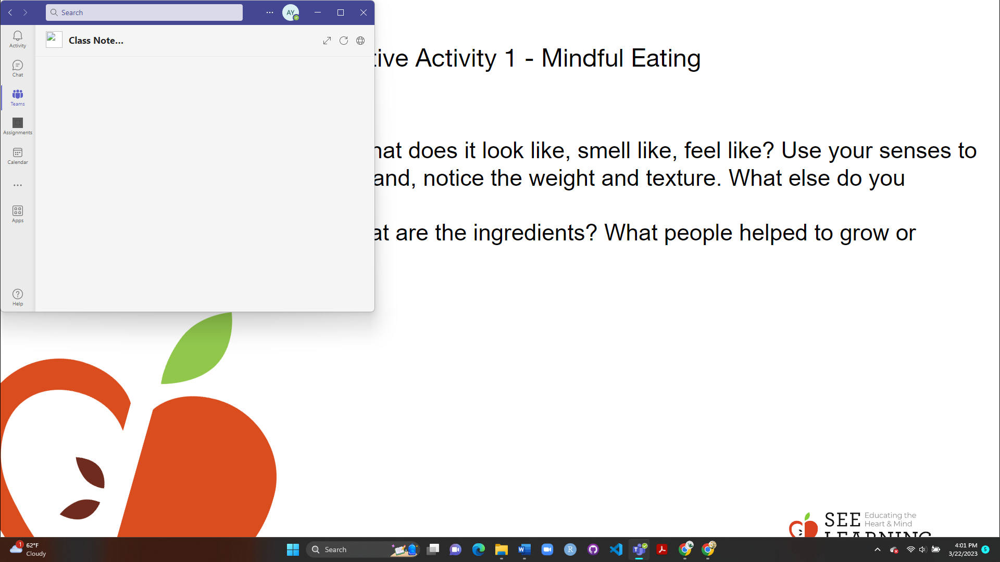 Search
AY
Class Note...
Activity
Chat
Teams
Assignments
Calendar
Apps
Help
tive Activity 1 - Mindful Eating
hat does it look like, smell like, feel like? Use your senses to
and, notice the weight and texture. What else do you
at are the ingredients? What people helped to grow or
SEE Educating the
Heart & Mind
LEARNING
1
62°F
Cloudy
Search
4:01 PM
3/22/2023
5